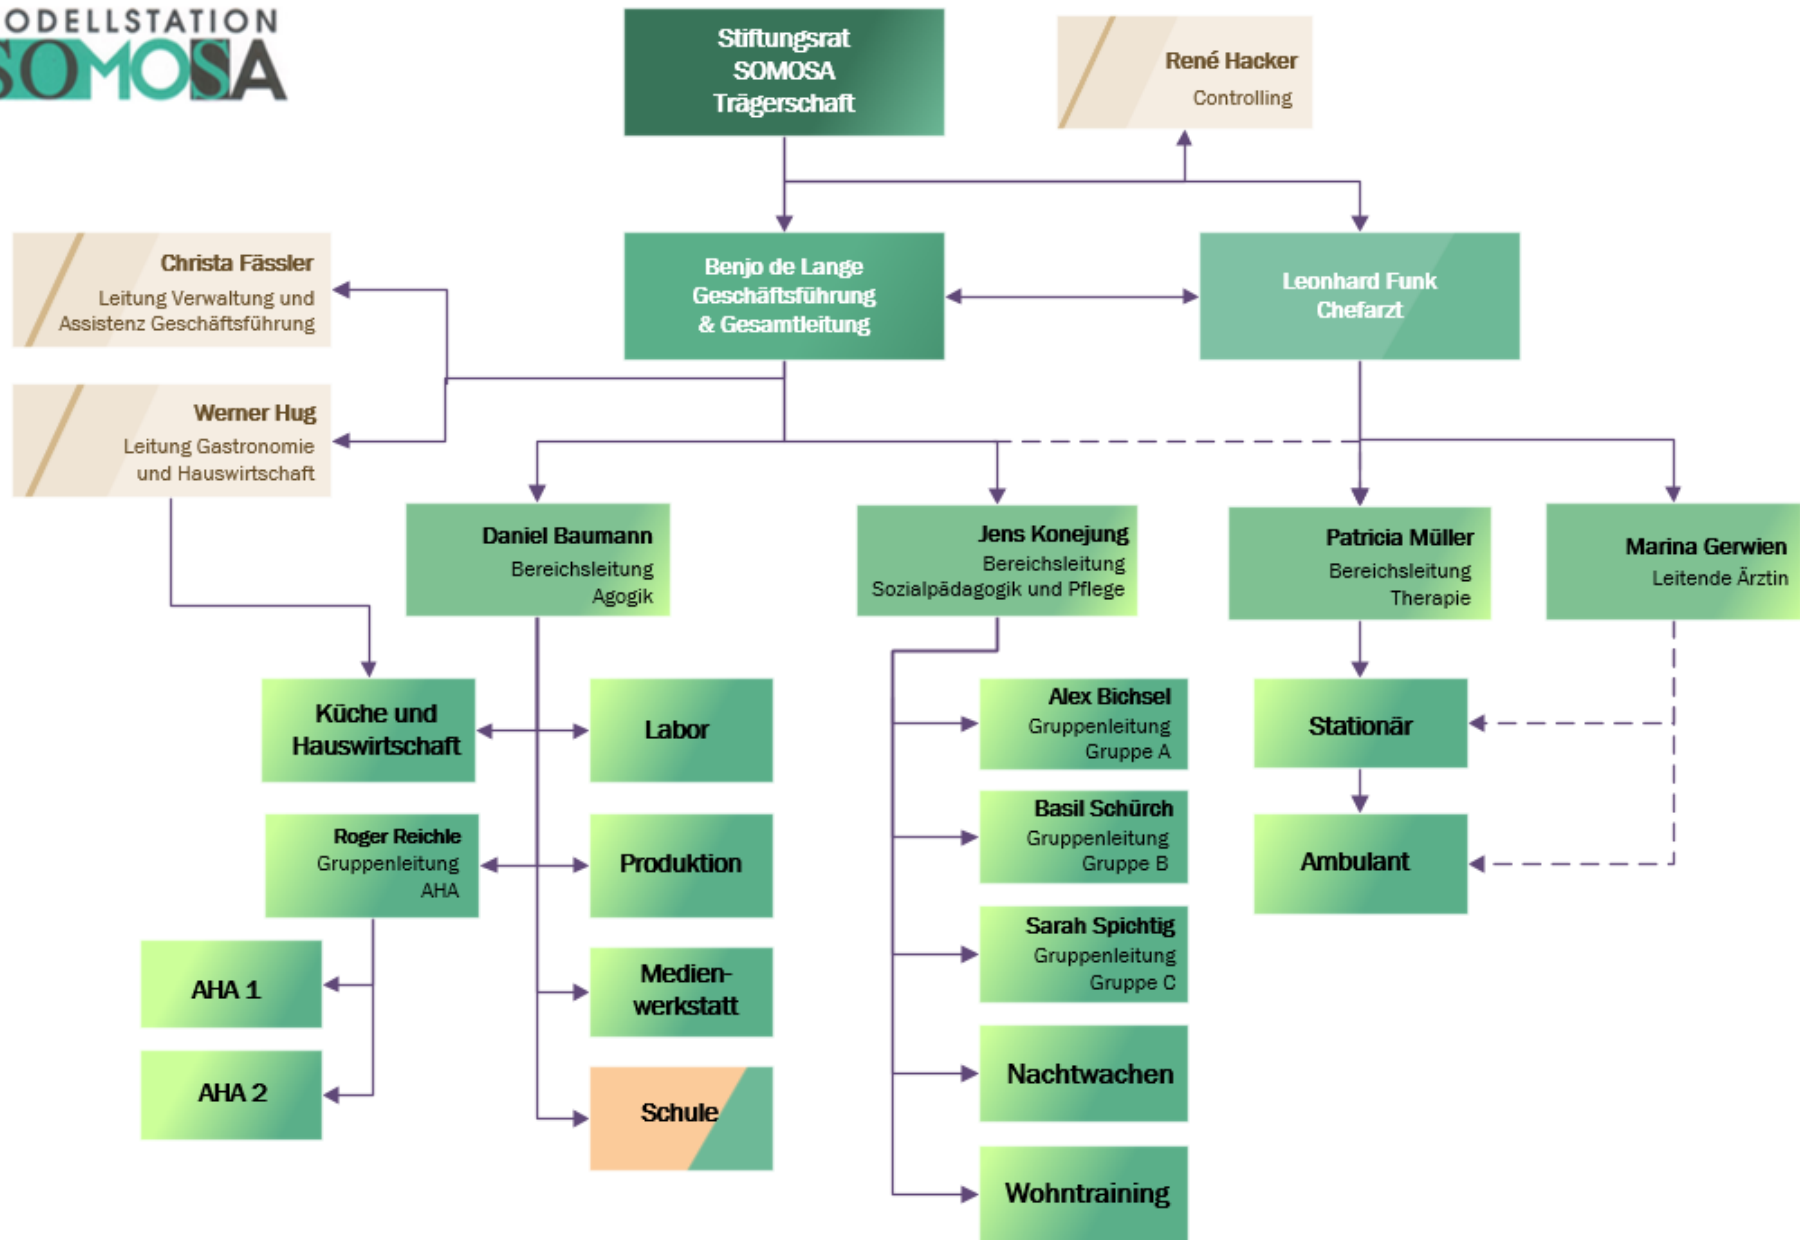 ODELLSTATION
SOMOSA
Stiftungsrat
SOMOSA
Trägerschaft
René Hacker
Controlling
Christa Fässler
Leitung Verwaltung und
Assistenz Geschäftsführung
Benjo de Lange
Geschäftsführung
& Gesamtleitung
Leonhard Funk
Chefarzt
Werner Hug
Leitung Gastronomie
und Hauswirtschaft
Daniel Baumann
Bereichsleitung
Agogik
Jens Konejung
Bereichsleitung
Sozialpädagogik und Pflege
Patricia Müller
Bereichsleitung
Therapie
Marina Gerwien
Leitende Ärztin
Küche und
Hauswirtschaft
Labor
Alex Bichsel
Gruppenleitung
Gruppe A
Stationär
Roger Reichle
Gruppenleitung
AHA
Produktion
Basil Schürch
Gruppenleitung
Gruppe B
Ambulant
AHA 1
Medien-
werkstatt
Sarah Spichtig
Gruppenleitung
Gruppe C
AHA 2
Schule
Nachtwachen
Wohntraining